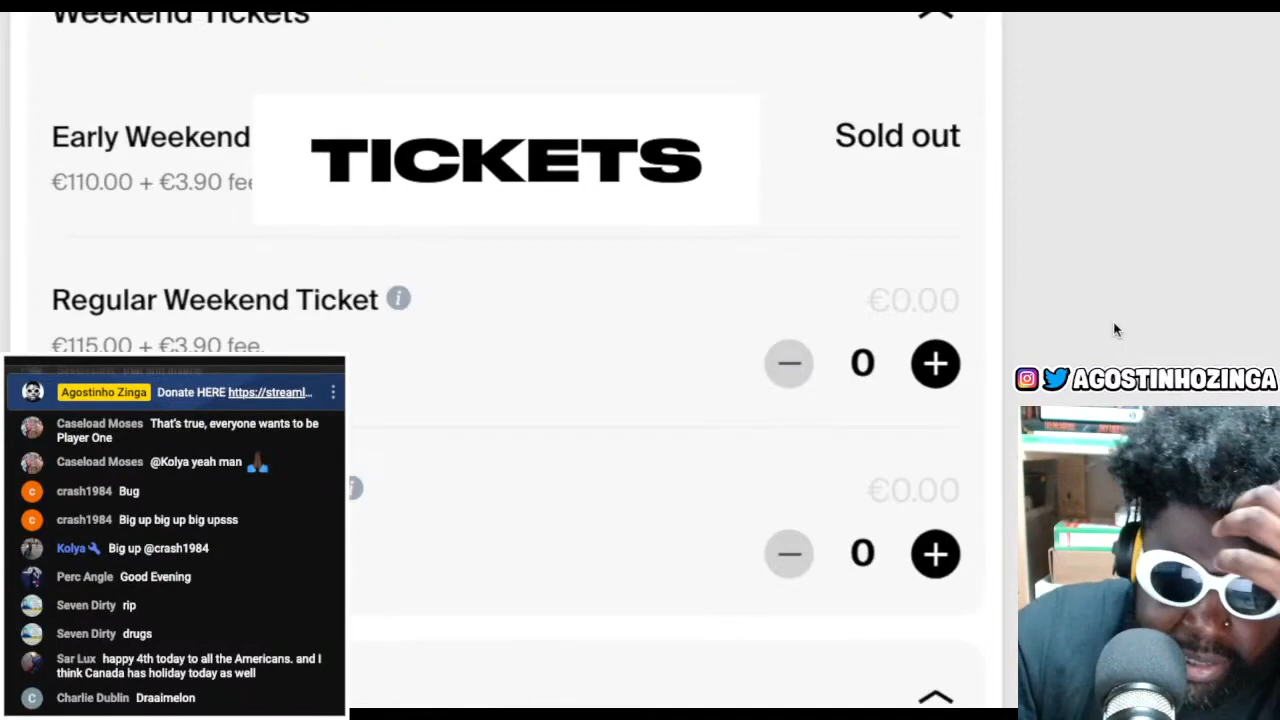 Weekend Tickets
Early Weekend
TICKETS
Sold out
€110.00 + €3.90 fee
Regular Weekend Ticket i
€0.00
€115.00 + €3.90 fee.
0
€0.00
0
Agostinho Zinga Donate HERE https://streaml...
Caseload Moses That's true, everyone wants to be
Player One
Caseload Moses @Kolya yeah man
C crash1984 Bug
C crash1984 Big up big up big upsss
Kolya Big up @crash1984
Perc Angle Good Evening
Seven Dirty rip
Seven Dirty drugs
Sar Lux happy 4th today to all the Americans. and I
think Canada has holiday today as well
C Charlie Dublin Draaimelon
AGOSTINHOZINGA